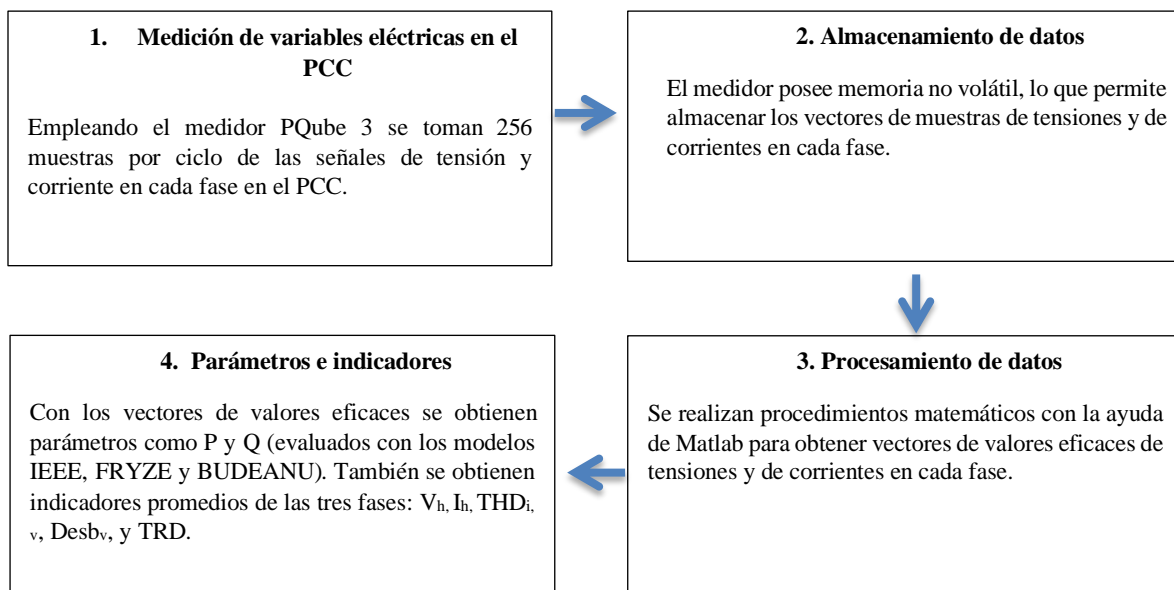 1. Medición de variables eléctricas en el
PCC
Empleando el medidor PQube 3 se toman 256
muestras por ciclo de las señales de tensión y
corriente en cada fase en el PCC.
2. Almacenamiento de datos
El medidor posee memoria no volátil, lo que permite
almacenar los vectores de muestras de tensiones y de
corrientes en cada fase.
3. Procesamiento de datos
Se realizan procedimientos matemáticos con la ayuda
de Matlab para obtener vectores de valores eficaces de
tensiones y de corrientes en cada fase.
4. Parámetros e indicadores
Con los vectores de valores eficaces se obtienen
parámetros como P y Q (evaluados con los modelos
IEEE, FRYZE y BUDEANU). También se obtienen
indicadores promedios de las tres fases: Vh, Ih, THDi,
v, Desbv, y TRD.